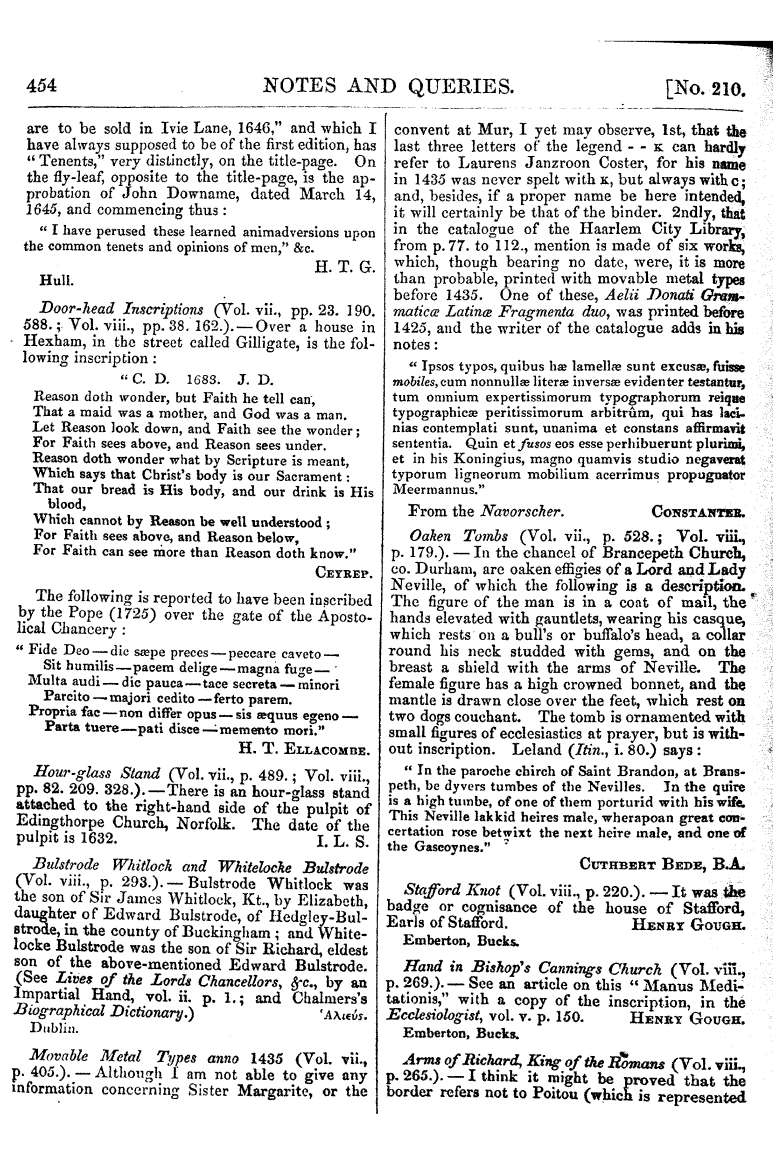 454 NOTES AND QUERIES. [No. 210.
are to be sold in Ivie Lane, 1646,” and which I
have always supposed to be of the first edition, has
“Tenents,” very distinctly, on the title-page. On
the fly-leaf, opposite to the title-page, is the ap-
probation of John Downame, dated March 14,
1645, and commencing thus:
“I have perused these learned animadversions upon
the common tenets and opinions of men,” &c.
H. T. G.
Hull.
Door-head Inscriptions (Vol. vii., pp. 23. 190.
588.; Vol. viii., pp. 38. 162.).—Over a house in
Hexham, in the street called Gilligate, is the fol-
lowing inscription:
“C. D. 1683. J. D.
Reason doth wonder, but Faith he tell can,
That a maid was a mother, and God was a man.
Let Reason look down, and Faith see the wonder;
For Faith sees above, and Reason sees under.
Reason doth wonder what by Scripture is meant,
Which says that Christ's body is our Sacrament:
That our bread is His body, and our drink is His
blood,
Which cannot by Reason be well understood;
For Faith sees above, and Reason below,
For Faith can see more than Reason doth know.”
CEYREP.
The following is reported to have been inscribed
by the Pope (1725) over the gate of the Aposto-
lical Chancery:
“Fide Deo—dic sæpe preces—peccare caveto—
Sit humilis—pacem delige—magna fuge—
Multa audi—dic pauca—tace secreta—minori
Parcito—majori cedito—ferto parem.
Propria fac—non differ opus—sis æquus egeno—
Parta tuere—pati disce—memento mori.”
H. T. ELLACOMBE.
Hour-glass Stand (Vol. vii., p. 489.; Vol. viii.,
pp. 82. 209. 328.).—There is an hour-glass stand
attached to the right-hand side of the pulpit of
Edingthorpe Church, Norfolk. The date of the
pulpit is 1632. I. L. S.
Bulstrode Whitlock and Whitelocke Bulstrode
(Vol. viii., p. 293.).—Bulstrode Whitlock was
the son of Sir James Whitlock, Kt., by Elizabeth,
daughter of Edward Bulstrode, of Hedgley-Bul-
strode, in the county of Buckingham; and White-
locke Bulstrode was the son of Sir Richard, eldest
son of the above-mentioned Edward Bulstrode.
(See Lives of the Lords Chancellors, &c., by an
Impartial Hand, vol. ii. p. 1.; and Chalmers's
Biographical Dictionary.) Ἁλιεύς.
Dublin.
Movable Metal Types anno 1435 (Vol. vii.,
p. 405.).—Although I am not able to give any
information concerning Sister Margarite, or the
convent at Mur, I yet may observe, 1st, that the
last three letters of the legend - - K can hardly
refer to Laurens Janzroon Coster, for his name
in 1435 was never spelt with K, but always with C;
and, besides, if a proper name be here intended,
it will certainly be that of the binder. 2ndly, that
in the catalogue of the Haarlem City Library,
from p. 77. to 112., mention is made of six works,
which, though bearing no date, were, it is more
than probable, printed with movable metal types
before 1435. One of these, Aelii Donati Gram-
maticæ Latinæ Fragmenta duo, was printed before
1425, and the writer of the catalogue adds in his
notes:
“Ipsos typos, quibus hæ lamellæ sunt excusæ, fuisse
mobiles, cum nonnullæ literæ inversæ evidenter testantur,
tum omnium expertissimorum typographorum reique
typographicæ peritissimorum arbitrûm, qui has laci-
nias contemplati sunt, unanima et constans affirmavit
sententia. Quin et fusos eos esse perhibuerunt plurimi,
et in his Koningius, magno quamvis studio negaverat
typorum ligneorum mobilium acerrimus propugnator
Meermannus.”
From the Navorscher. CONSTANTER.
Oaken Tombs (Vol. vii., p. 528.; Vol. viii.,
p. 179.).—In the chancel of Brancepeth Church,
co. Durham, are oaken effigies of a Lord and Lady
Neville, of which the following is a description.
The figure of the man is in a coat of mail, the
hands elevated with gauntlets, wearing his casque,
which rests on a bull's or buffalo's head, a collar
round his neck studded with gems, and on the
breast a shield with the arms of Neville. The
female figure has a high crowned bonnet, and the
mantle is drawn close over the feet, which rest on
two dogs couchant. The tomb is ornamented with
small figures of ecclesiastics at prayer, but is with-
out inscription. Leland (Itin., i. 80.) says:
“In the paroche chirch of Saint Brandon, at Brans-
peth, be dyvers tumbes of the Nevilles. In the quire
is a high tumbe, of one of them porturid with his wife.
This Neville lakkid heires male, wherapoan great con-
certation rose betwixt the next heire male, and one of
the Gascoynes.”
CUTHBERT BEDE, B.A.
Stafford Knot (Vol. viii., p. 220.).—It was the
badge or cognisance of the house of Stafford,
Earls of Stafford. HENRY GOUGH.
Emberton, Bucks.
Hand in Bishop's Cannings Church (Vol. viii.,
p. 269.).—See an article on this “Manus Medi-
tationis,” with a copy of the inscription, in the
Ecclesiologist, vol. v. p. 150. HENRY GOUGH.
Emberton, Bucks.
Arms of Richard, King of the Romans (Vol. viii.,
p. 265.).—I think it might be proved that the
border refers not to Poitou (which is represented